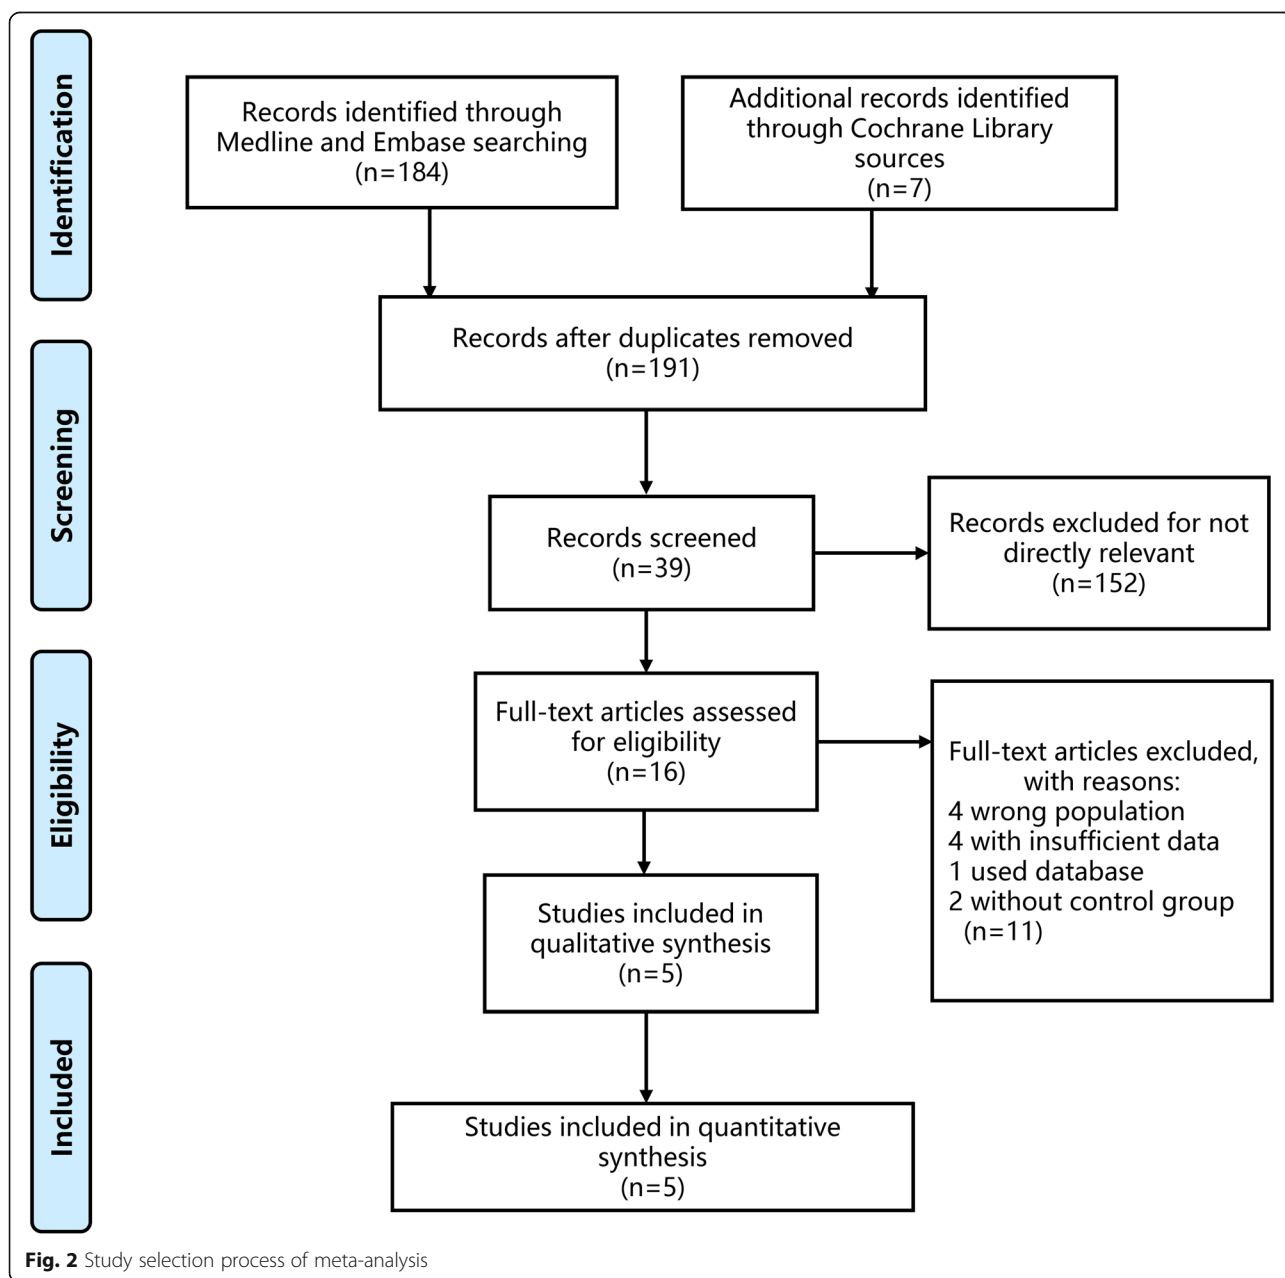 Identification
Records identified through
Medline and Embase searching
(n=184)
Additional records identified
through Cochrane Library
sources
(n=7)
Records after duplicates removed
(n=191)
Screening
Records screened
(n=39)
Records excluded for not
directly relevant
(n=152)
Eligibility
Full-text articles assessed
for eligibility
(n=16)
Full-text articles excluded,
with reasons:
4 wrong population
4 with insufficient data
1 used database
2 without control group
(n=11)
Studies included in
qualitative synthesis
(n=5)
Included
Studies included in quantitative
synthesis
(n=5)
Fig. 2 Study selection process of meta-analysis